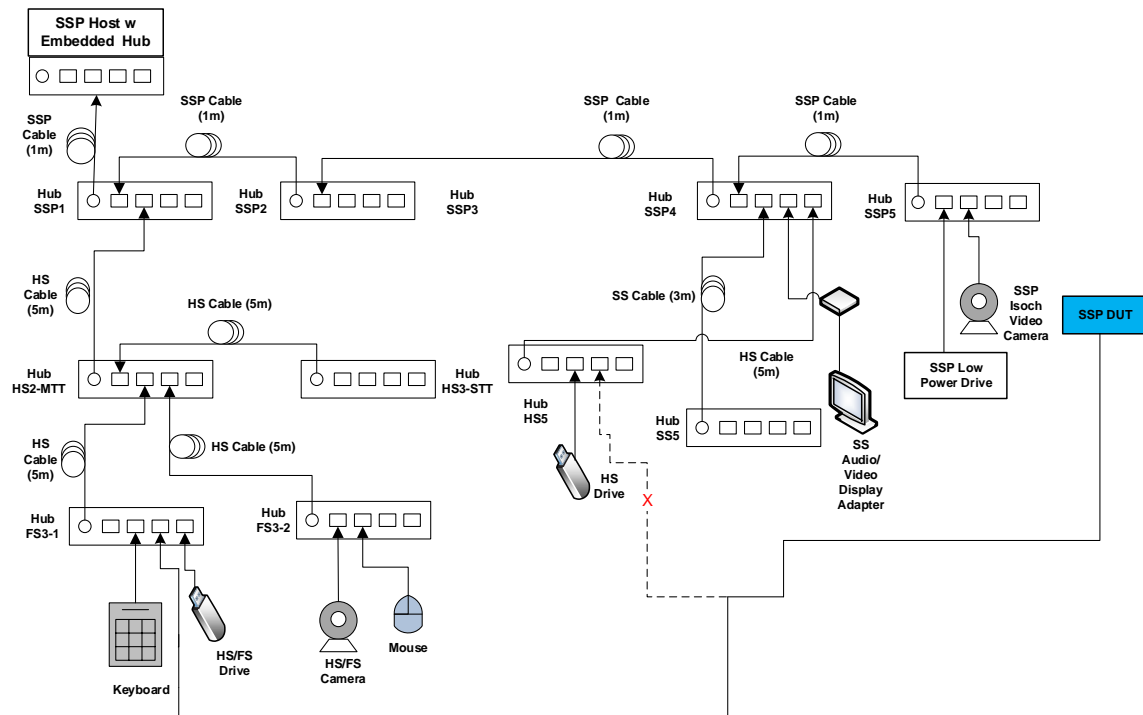 SSP Host w
Embedded Hub
SSP
Cable
(1m)
SSP Cable
(1m)
SSP Cable
(1m)
SSP Cable
(1m)
Hub
SSP1
Hub
SSP2
Hub
SSP3
Hub
SSP4
Hub
SSP5
HS
Cable
(5m)
HS Cable (5m)
SS Cable (3m)
SSP
Isoch
Video
Camera
SSP DUT
Hub
HS2-MTT
Hub
HS3-STT
Hub
HS5
HS Cable
(5m)
SSP Low
Power Drive
Hub
SS5
HS
Cable
(5m)
HS Cable (5m)
HS
Drive
SS
Audio/
Video
Display
Adapter
X
Hub
FS3-1
Hub
FS3-2
Keyboard
HS/FS
Drive
HS/FS
Camera
Mouse